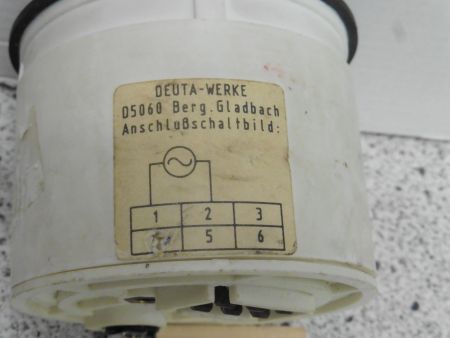 DEUTA-WERKE
D5060 Berg. Gladbach
Anschlußschaltbild:
1 2 3
5 6